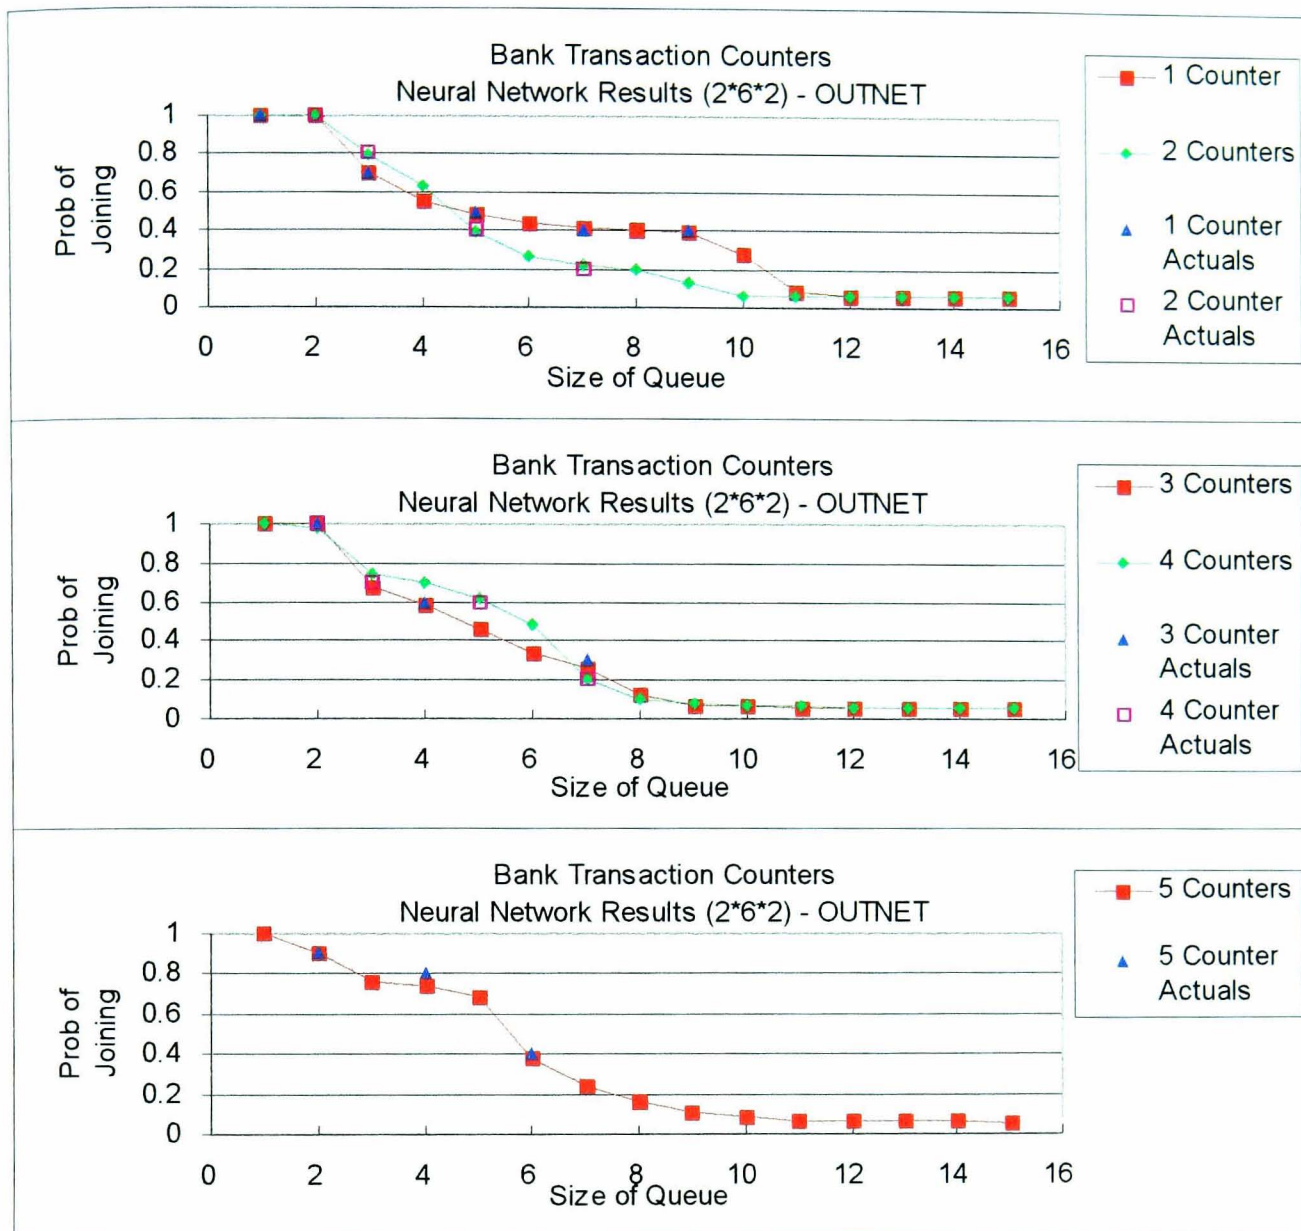 Bank Transaction Counters
Neural Network Results (2*6*2) - OUTNET
1
0.8
0.6
0.4
0.2
0
Prob of
Joining
0 2 4 6 8 10 12 14 16
Size of Queue
1 Counter
2 Counters
1 Counter
Actuals
2 Counter
Actuals
Bank Transaction Counters
Neural Network Results (2*6*2) - OUTNET
1
0.8
0.6
0.4
0.2
0
Prob of
Joining
0 2 4 6 8 10 12 14 16
Size of Queue
3 Counters
4 Counters
3 Counter
Actuals
4 Counter
Actuals
Bank Transaction Counters
Neural Network Results (2*6*2) - OUTNET
1
0.8
0.6
0.4
0.2
0
Prob of
Joining
0 2 4 6 8 10 12 14 16
Size of Queue
5 Counters
5 Counter
Actuals